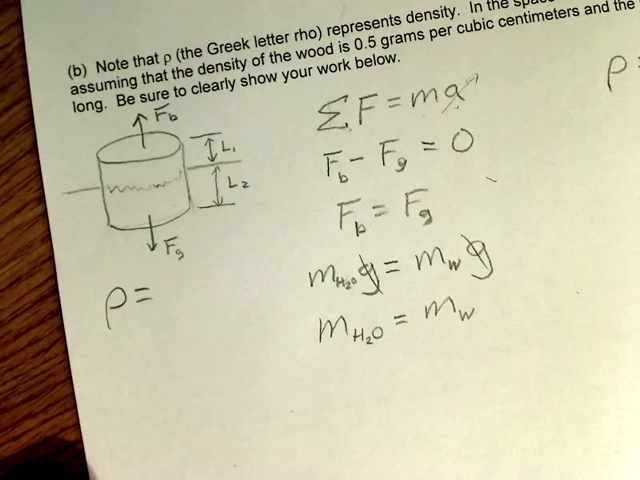 (b) Note that ρ (the Greek letter rho) represents density. In the
assuming that the density of the wood is 0.5 grams per cubic centimeters and the
long. Be sure to clearly show your work below.
F_b
L₁
L₂
F_g
ρ =
ΣF = ma
F_b - F_g = 0
F_b = F_g
m_H₂O g = m_w g
m_H₂O = m_w
ρ